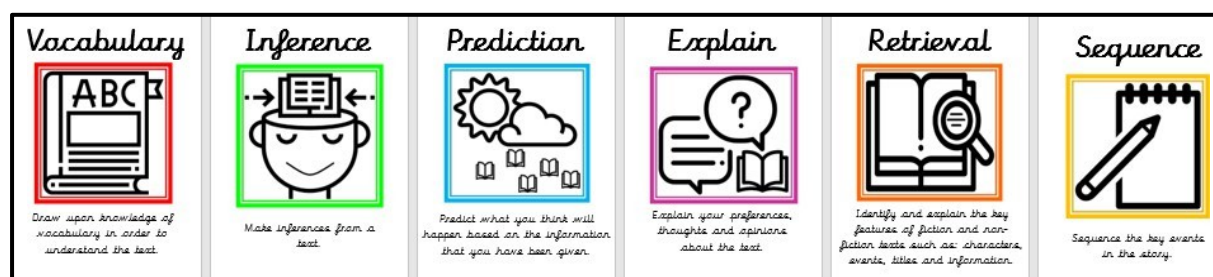 Vocabulary
ABC
Draw upon knowledge of
vocabulary in order to
understand the text.
Inference
Make inferences from a
text.
Prediction
Predict what you think will
happen based on the information
that you have been given.
Explain
?
Explain your preferences,
thoughts and opinions
about the text.
Retrieval
Identify and explain the key
features of fiction and non-
fiction texts such as: characters,
events, titles and information.
Sequence
Sequence the key events
in the story.